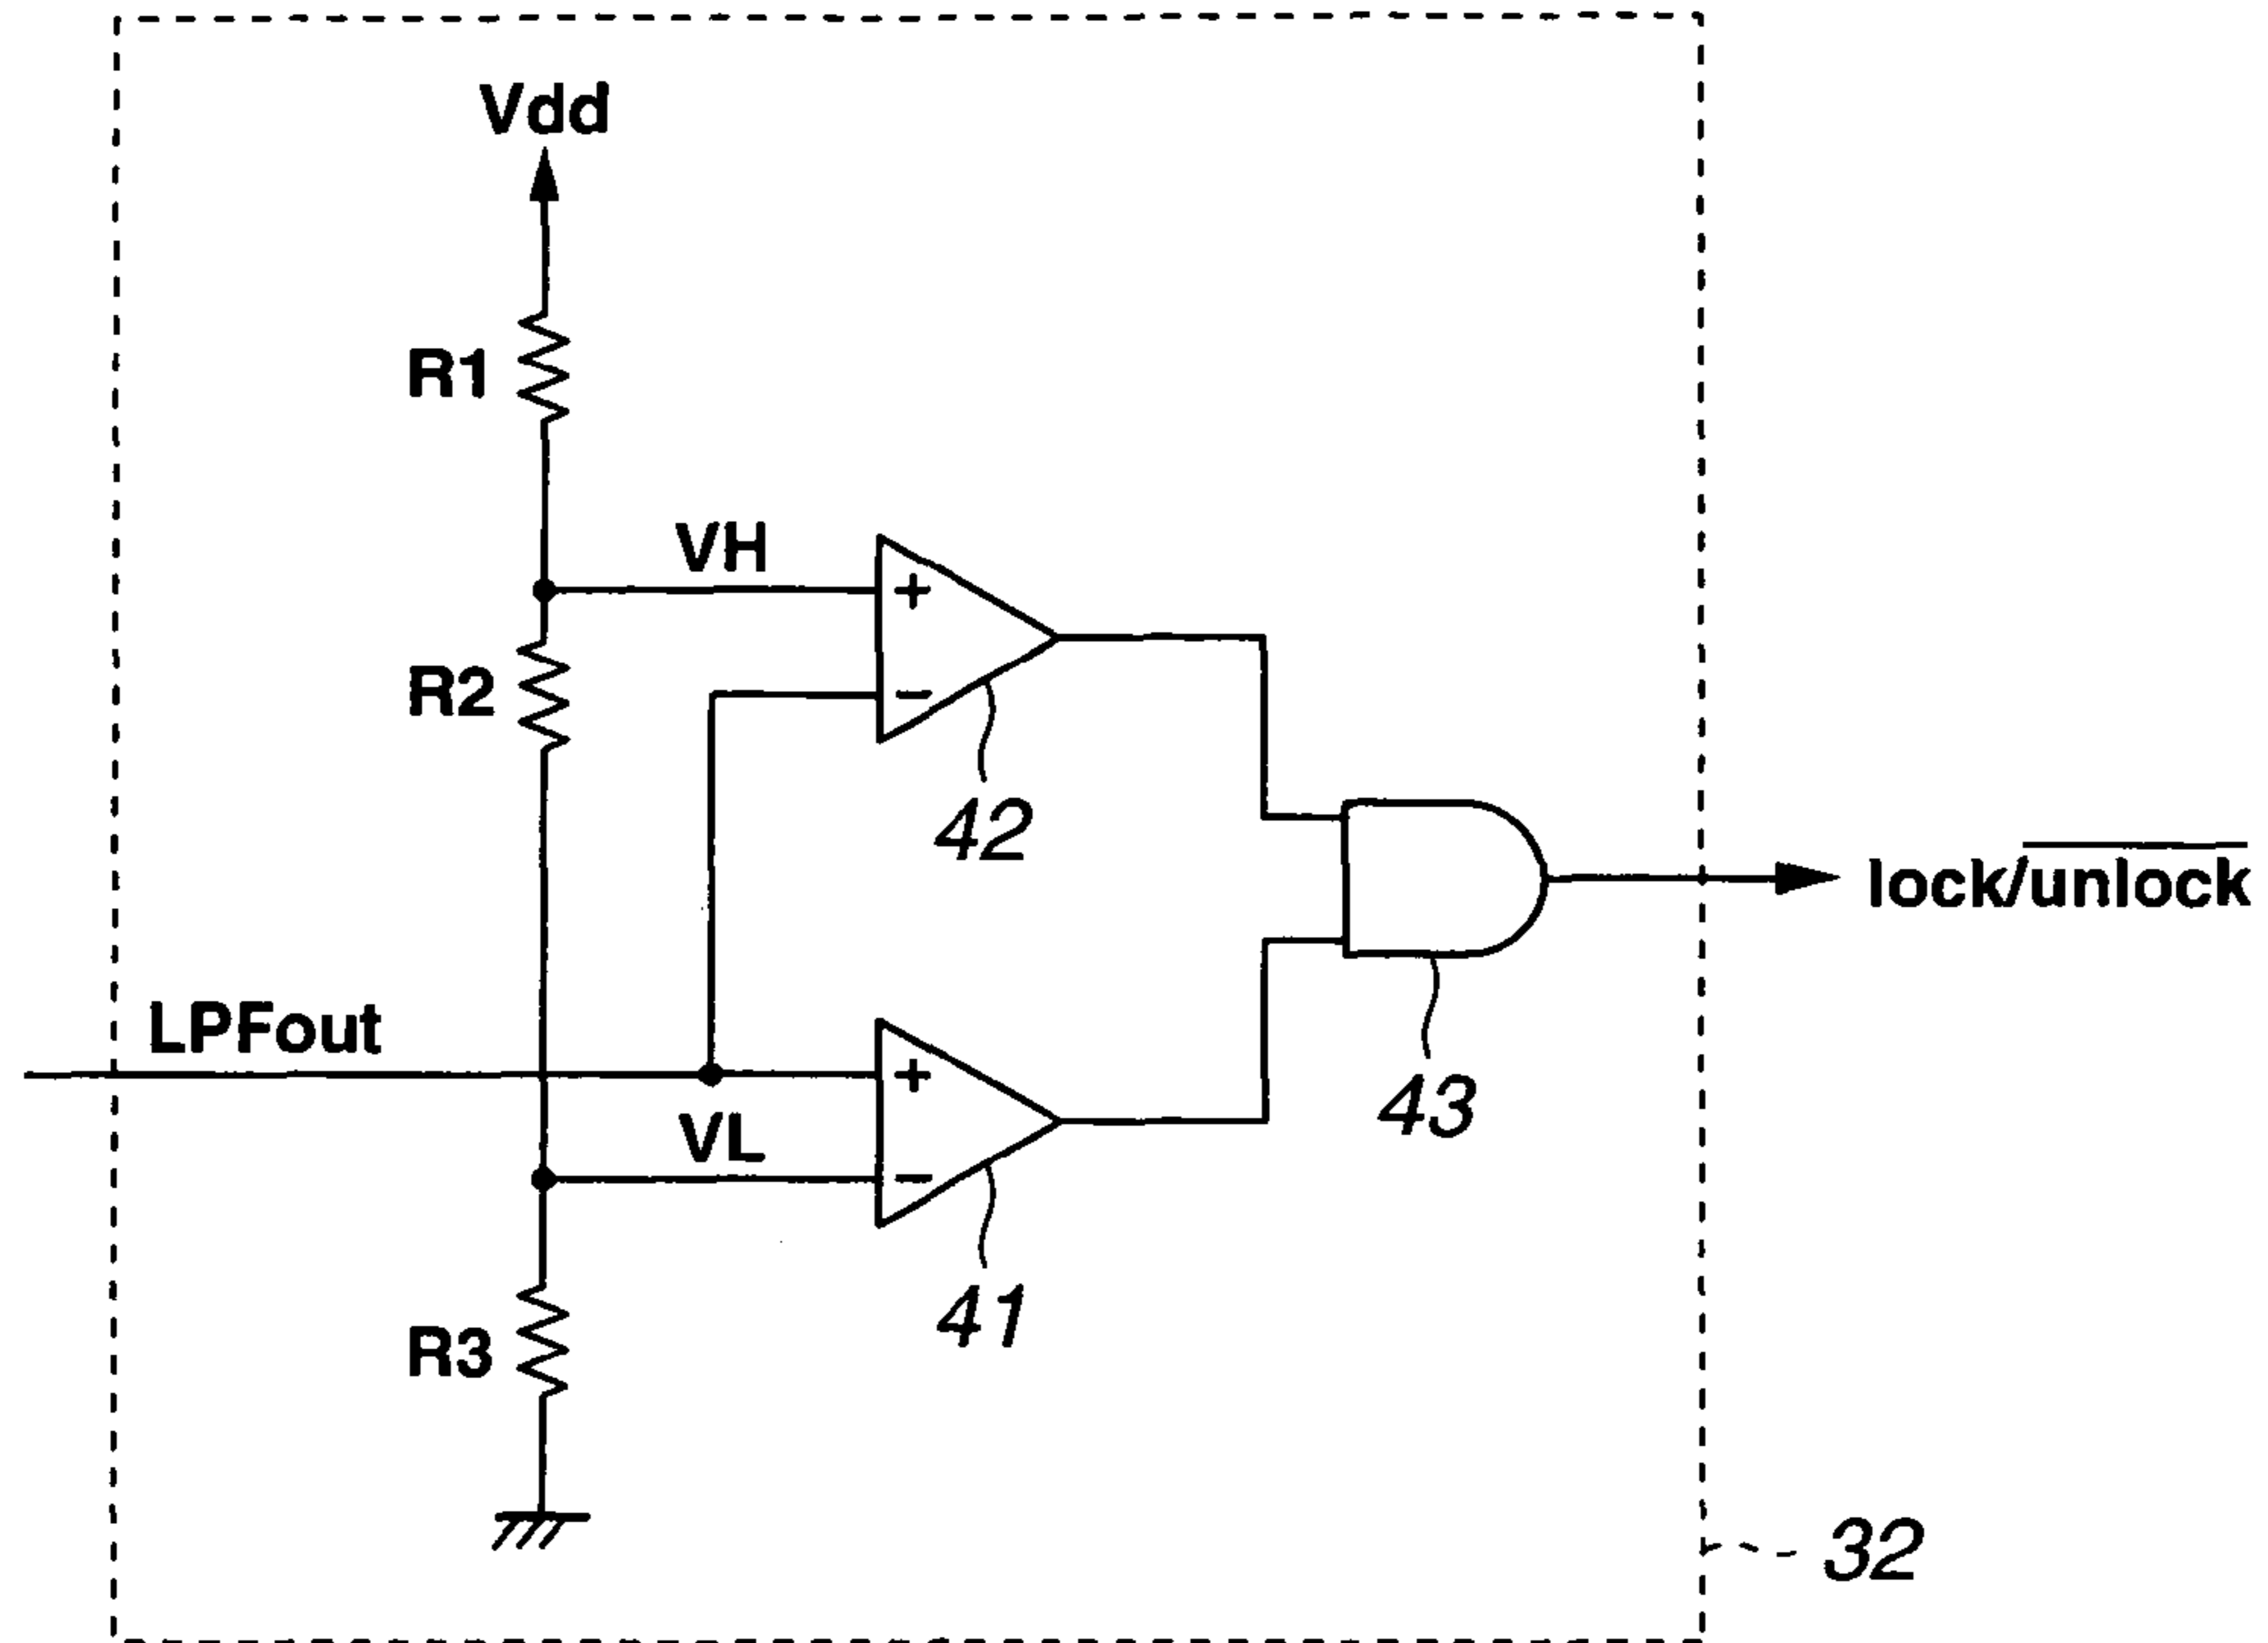 Vdd
R1
VH
+
R2
−
42
lock/unlock
LPFout
+
43
VL
−
41
R3
32